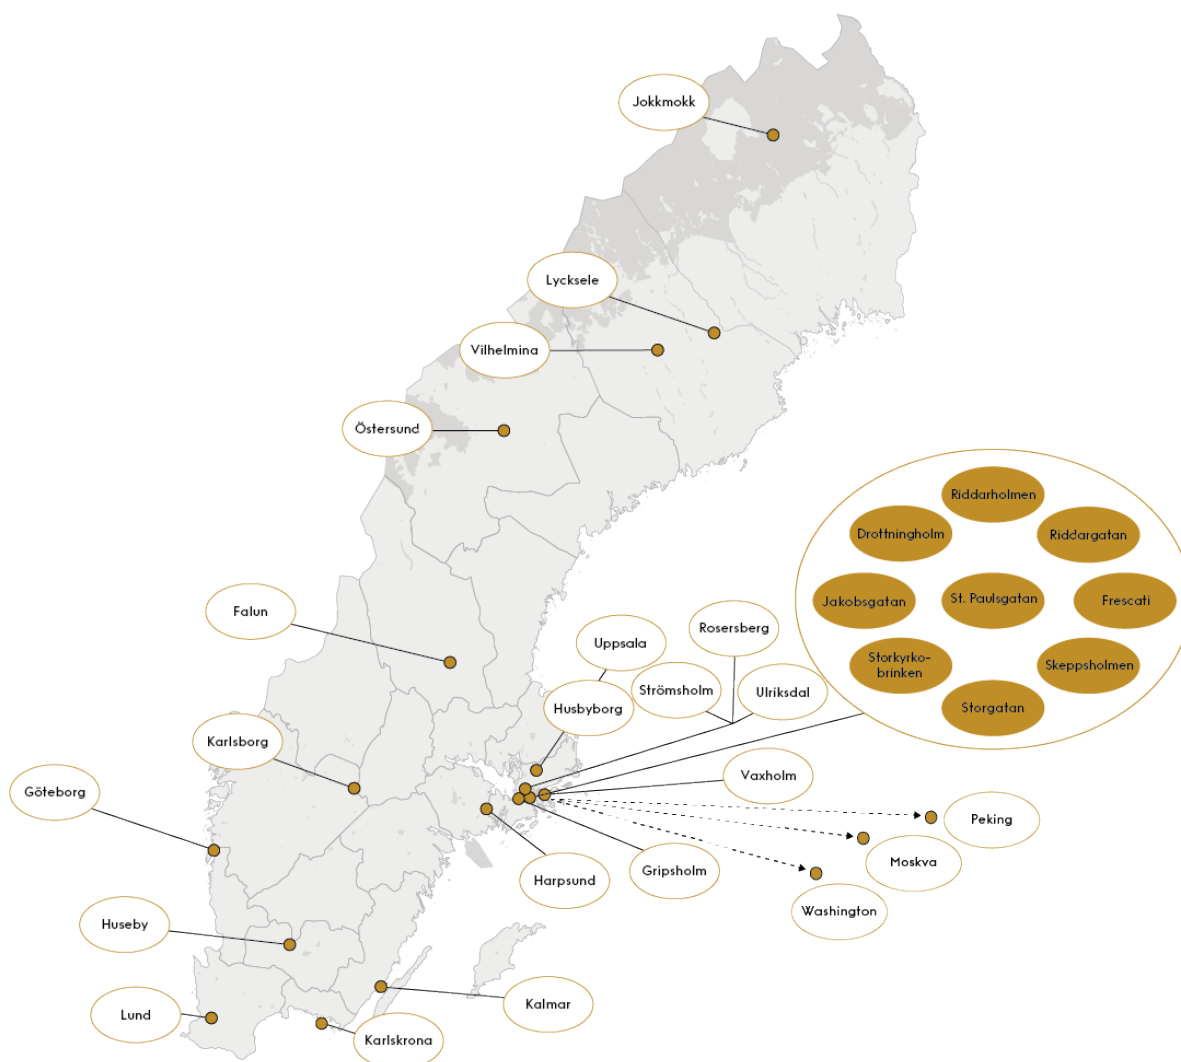 Jokkmokk
Lycksele
Vilhelmina
Östersund
Riddarholmen
Drottningholm
Riddargatan
Jakobsgatan
St. Paulsgatan
Frescati
Storkyrko-
brinken
Skeppsholmen
Storgatan
Falun
Uppsala
Rosersberg
Strömsholm
Ulriksdal
Husbyborg
Karlsborg
Vaxholm
Göteborg
Peking
Moskva
Gripsholm
Harpsund
Washington
Huseby
Kalmar
Lund
Karlskrona